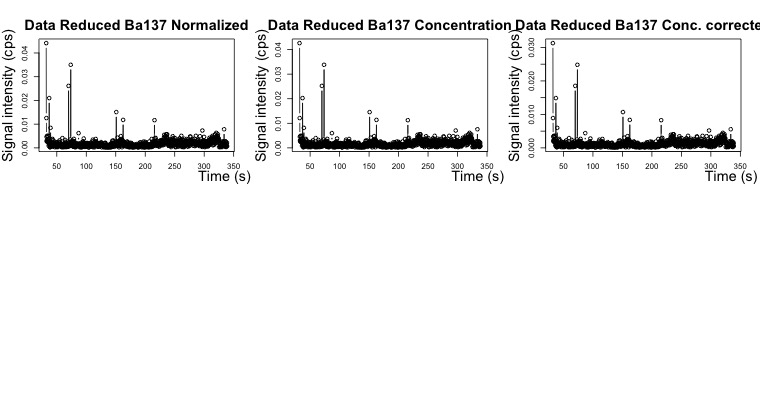 Data Reduced Ba137 Normalized
Signal intensity (cps)
0.00 0.01 0.02 0.03 0.04
50 100 150 200 250 300 350
Time (s)
Data Reduced Ba137 Concentration
Signal intensity (cps)
0.00 0.01 0.02 0.03 0.04
50 100 150 200 250 300 350
Time (s)
Data Reduced Ba137 Conc. correcte
Signal intensity (cps)
0.000 0.010 0.020 0.030
50 100 150 200 250 300 350
Time (s)